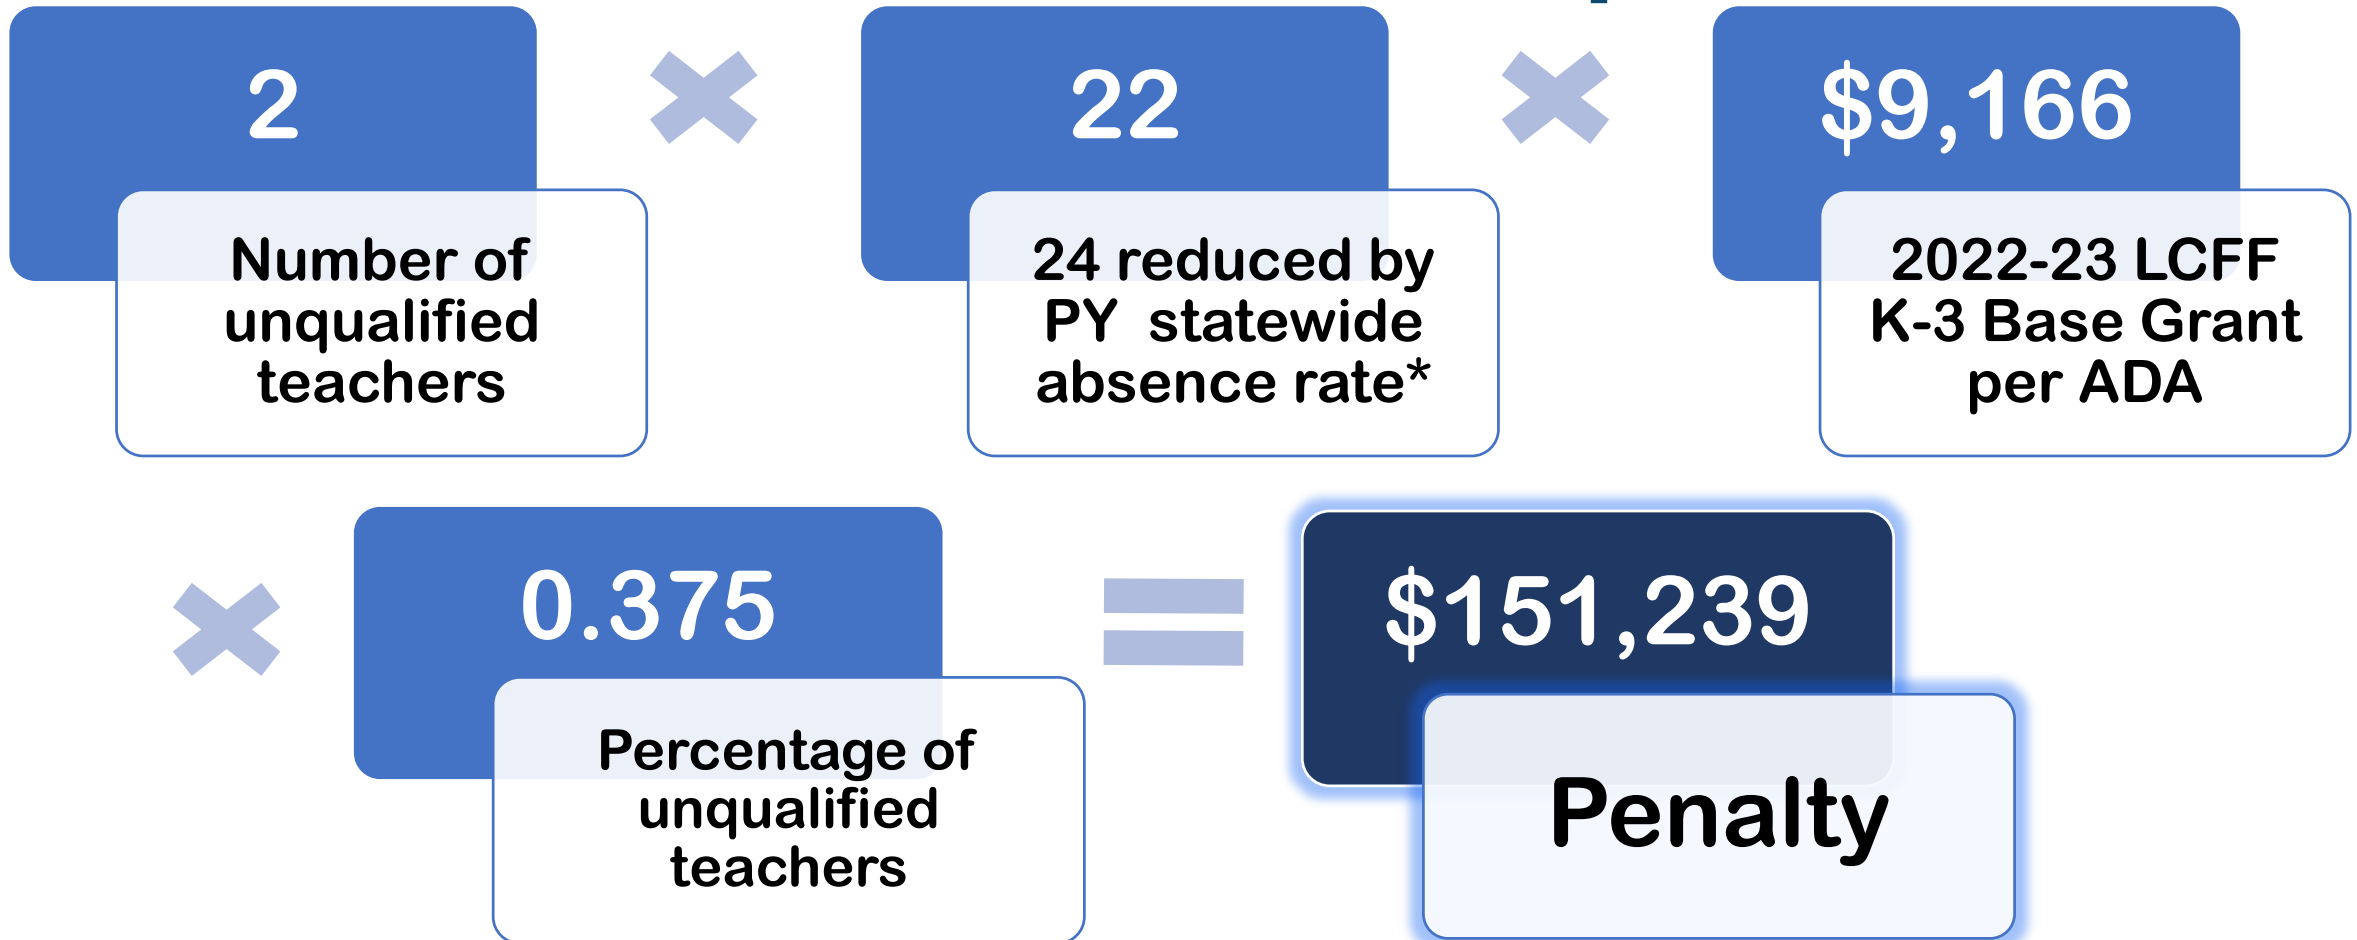 2
22
$9,166
Number of
unqualified
teachers
24 reduced by
PY statewide
absence rate*
2022-23 LCFF
K-3 Base Grant
per ADA
0.375
$151,239
Percentage of
unqualified
teachers
Penalty